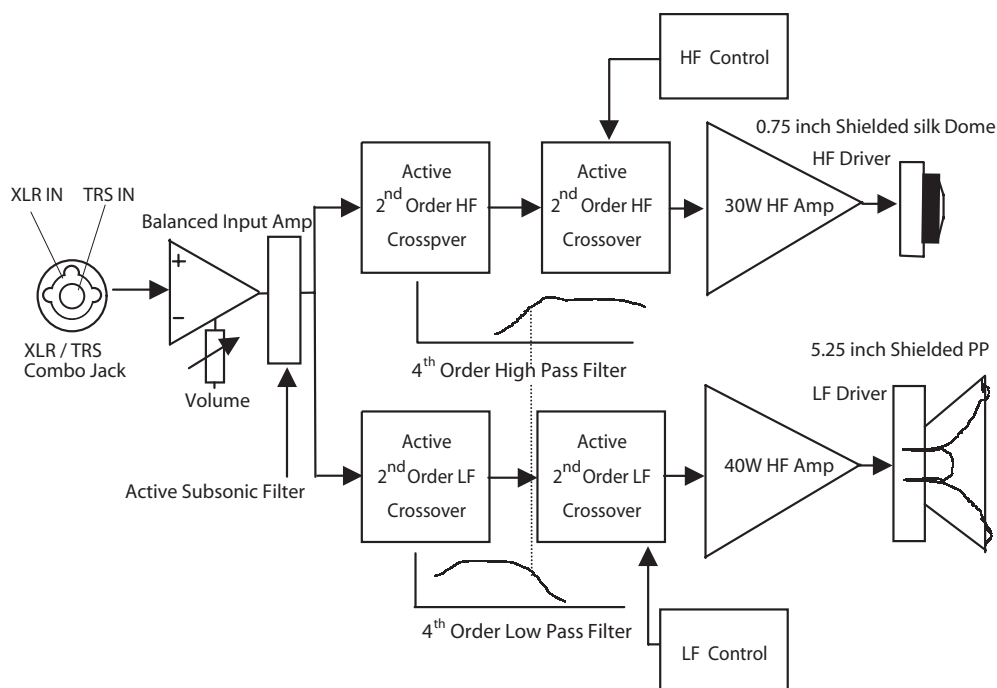 HF Control
0.75 inch Shielded silk Dome
HF Driver
Active
2nd Order HF
Crosspver
Active
2nd Order HF
Crossover
30W HF Amp
XLR IN
TRS IN
Balanced Input Amp
+
−
XLR / TRS
Combo Jack
Volume
Active Subsonic Filter
4th Order High Pass Filter
5.25 inch Shielded PP
LF Driver
Active
2nd Order LF
Crossover
Active
2nd Order LF
Crossover
40W HF Amp
4th Order Low Pass Filter
LF Control